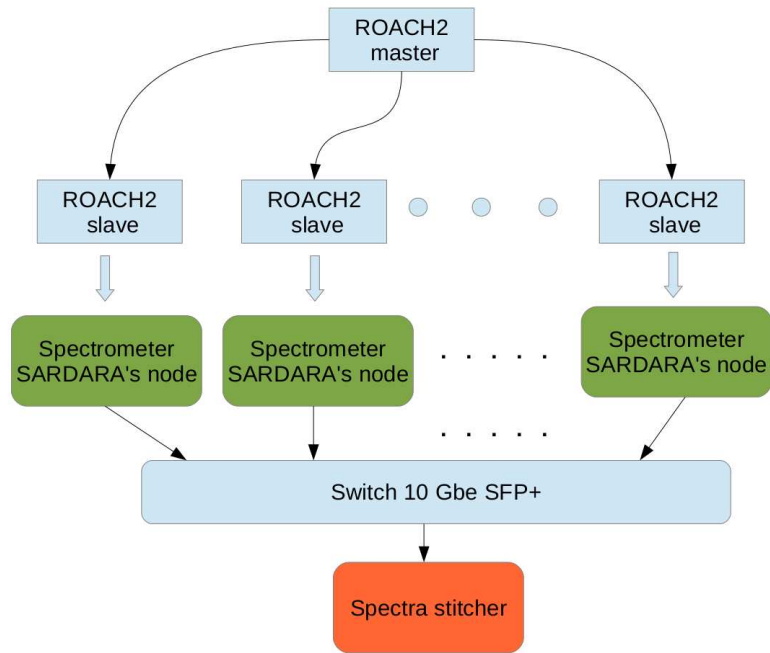 ROACH2
master
ROACH2
slave
ROACH2
slave
ROACH2
slave
Spectrometer
SARDARA's node
Spectrometer
SARDARA's node
Spectrometer
SARDARA's node
Switch 10 Gbe SFP+
Spectra stitcher